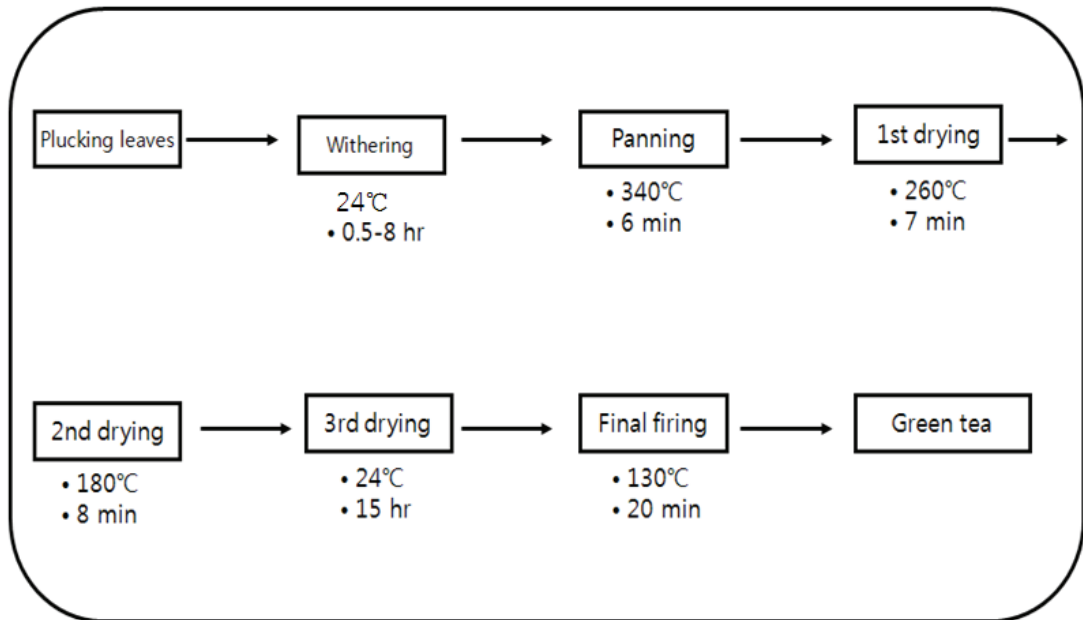 Plucking leaves
Withering
24℃
• 0.5-8 hr
Panning
• 340℃
• 6 min
1st drying
• 260℃
• 7 min
2nd drying
• 180℃
• 8 min
3rd drying
• 24℃
• 15 hr
Final firing
• 130℃
• 20 min
Green tea